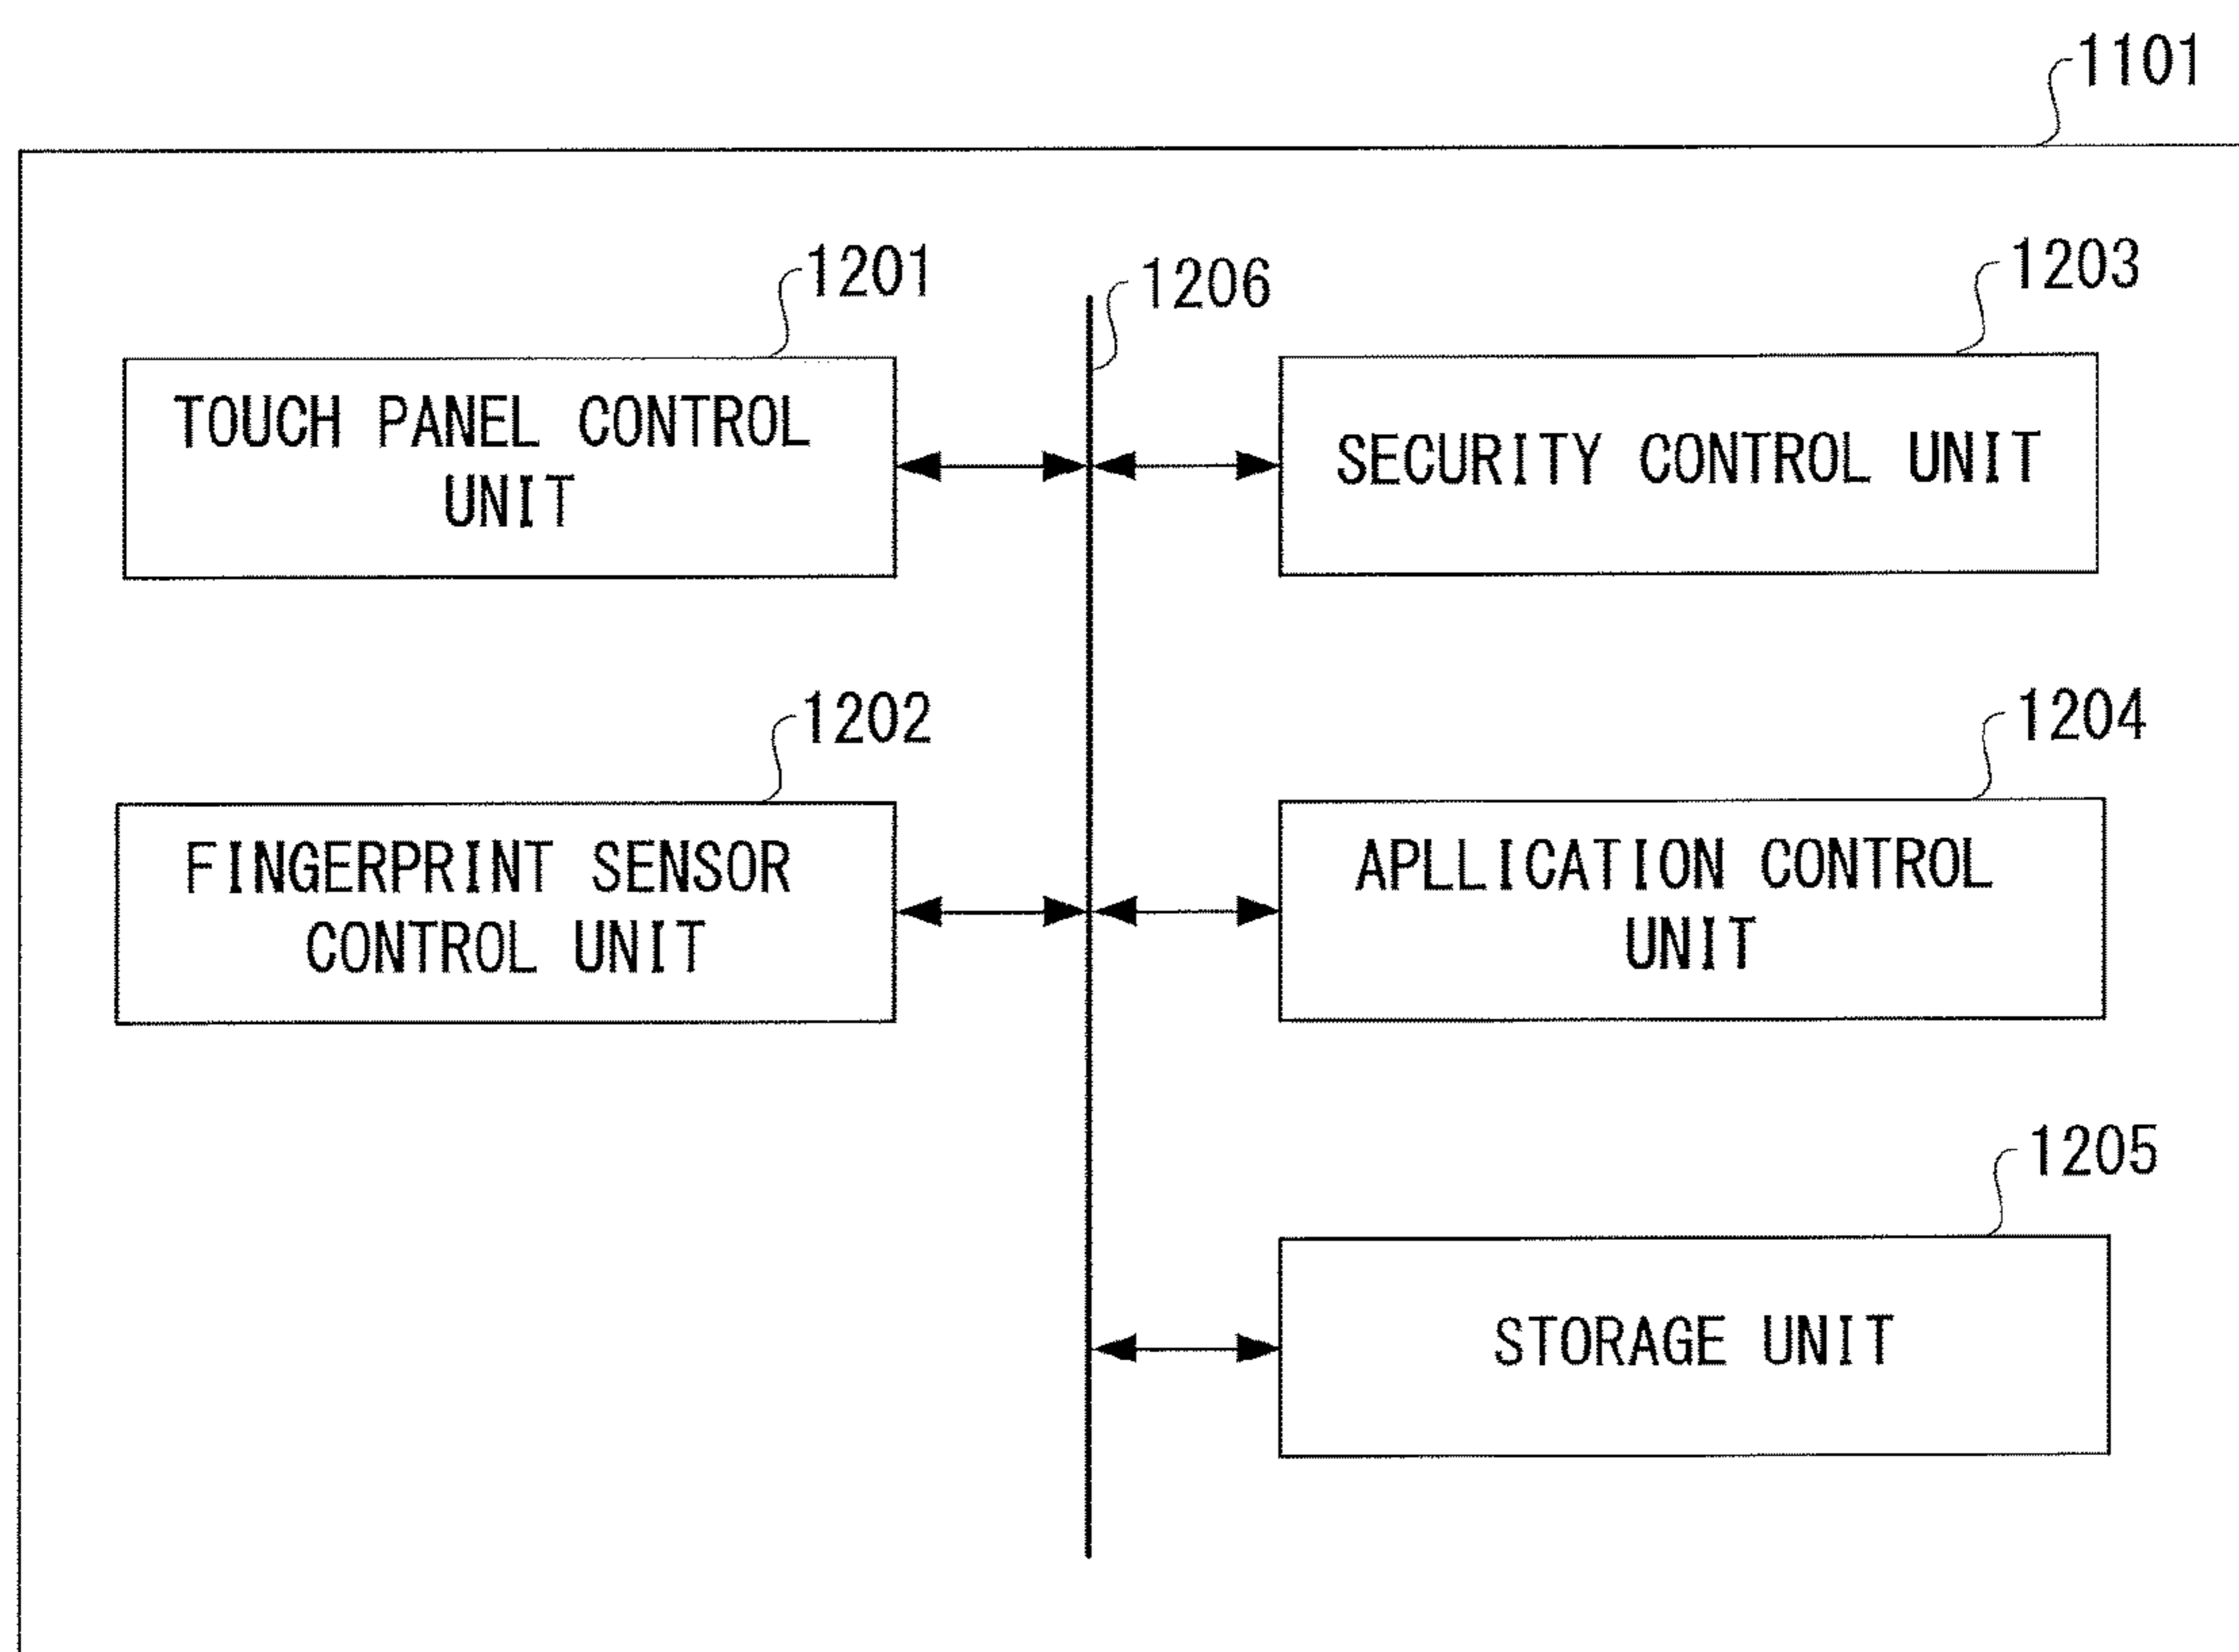 1101
1201
1206
1203
TOUCH PANEL CONTROL
UNIT
SECURITY CONTROL UNIT
1202
1204
FINGERPRINT SENSOR
CONTROL UNIT
APLLICATION CONTROL
UNIT
1205
STORAGE UNIT